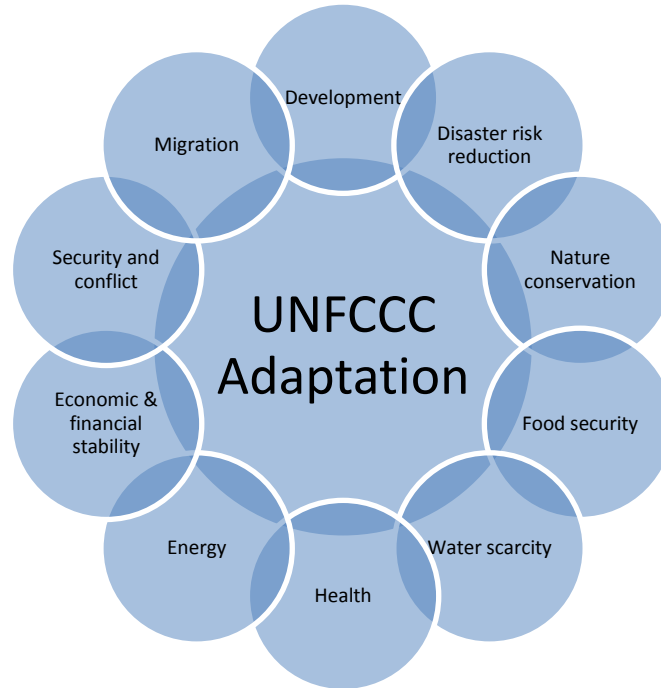 Development
Disaster risk
reduction
Nature
conservation
Food security
Water scarcity
Health
Energy
Economic &
financial
stability
Security and
conflict
Migration
UNFCCC
Adaptation